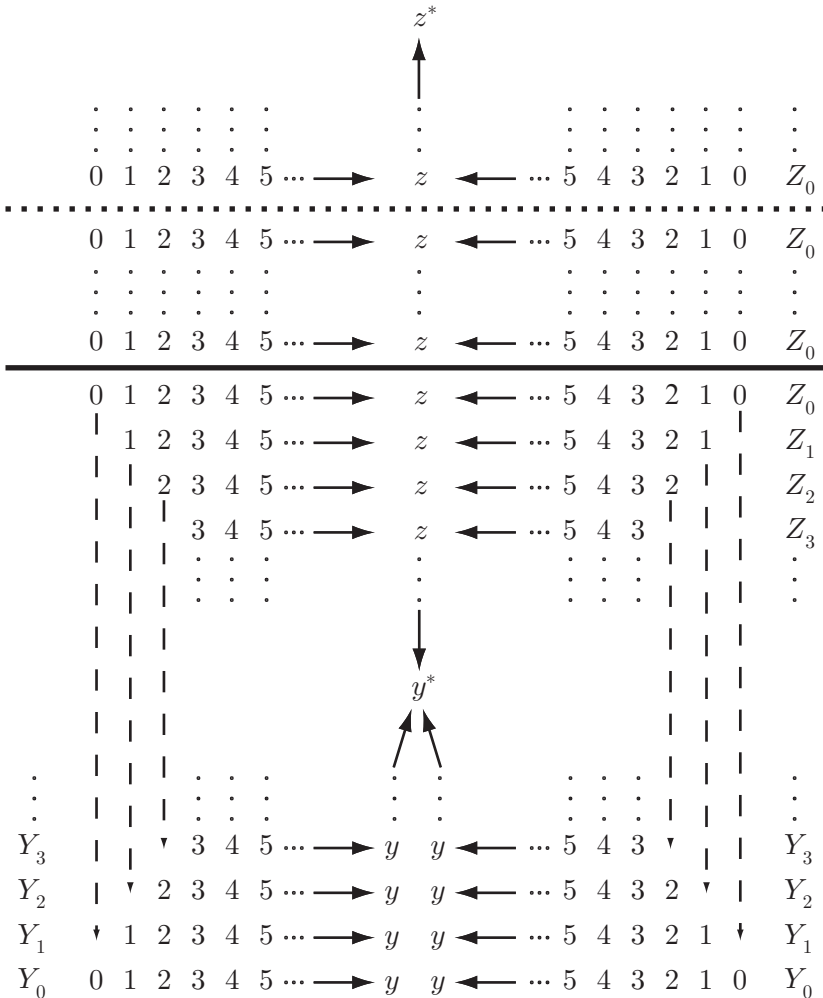 z*
0 1 2 3 4 5 ... z ... 5 4 3 2 1 0 Z₀
0 1 2 3 4 5 ... z ... 5 4 3 2 1 0 Z₀
0 1 2 3 4 5 ... z ... 5 4 3 2 1 0 Z₀
0 1 2 3 4 5 ... z ... 5 4 3 2 1 0 Z₀
1 2 3 4 5 ... z ... 5 4 3 2 1 Z₁
2 3 4 5 ... z ... 5 4 3 2 Z₂
3 4 5 ... z ... 5 4 3 Z₃
y*
Y₃ 3 4 5 ... y y ... 5 4 3 Y₃
Y₂ 2 3 4 5 ... y y ... 5 4 3 2 Y₂
Y₁ 1 2 3 4 5 ... y y ... 5 4 3 2 1 Y₁
Y₀ 0 1 2 3 4 5 ... y y ... 5 4 3 2 1 0 Y₀